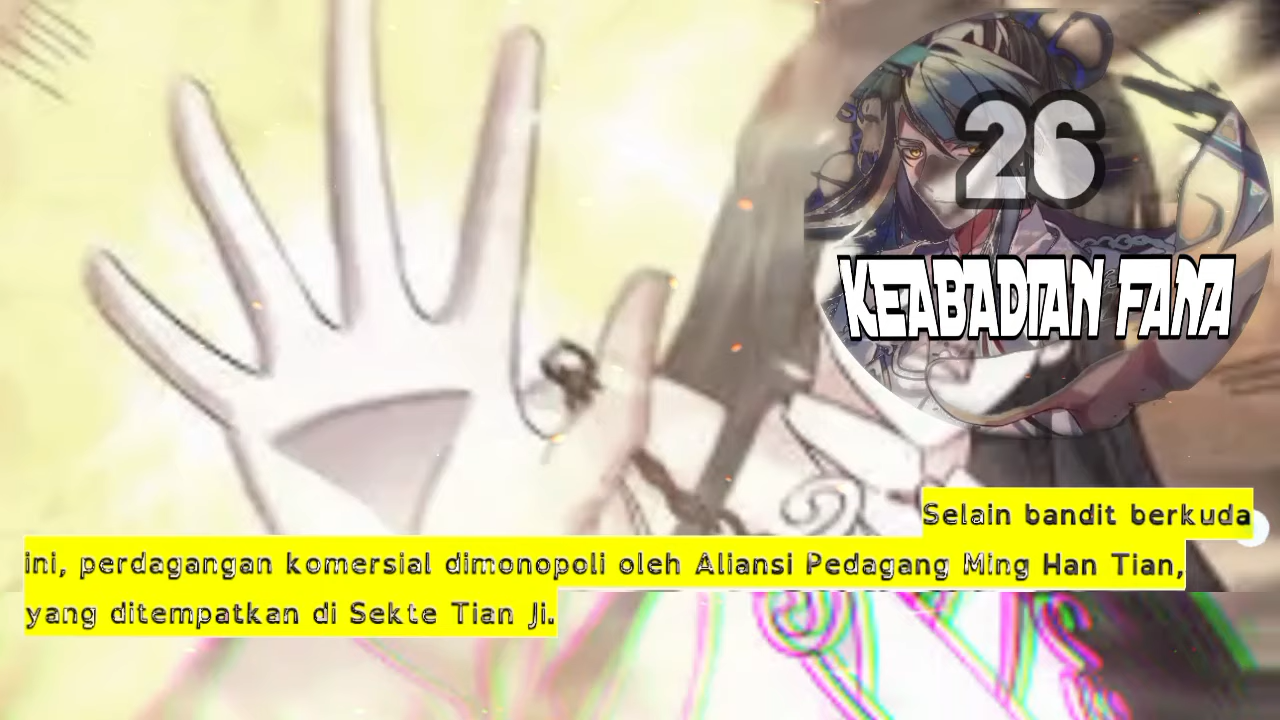 26
KEABADIAN FANA
Selain bandit berkuda
ini, perdagangan komersial dimonopoli oleh Aliansi Pedagang Ming Han Tian,
yang ditempatkan di Sekte Tian Ji.